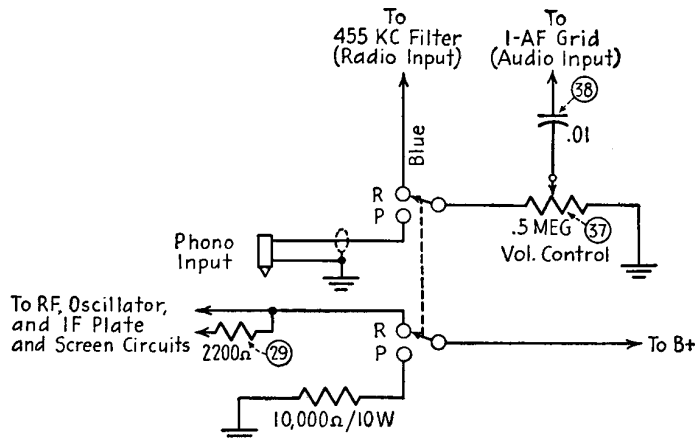 To
455 KC Filter
(Radio Input)
To
1-AF Grid
(Audio Input)
38
.01
Blue
R
P
.5 MEG
37
Vol. Control
Phono
Input
To RF, Oscillator,
and IF Plate
and Screen Circuits
2200Ω
29
R
P
To B+
10,000Ω/10W